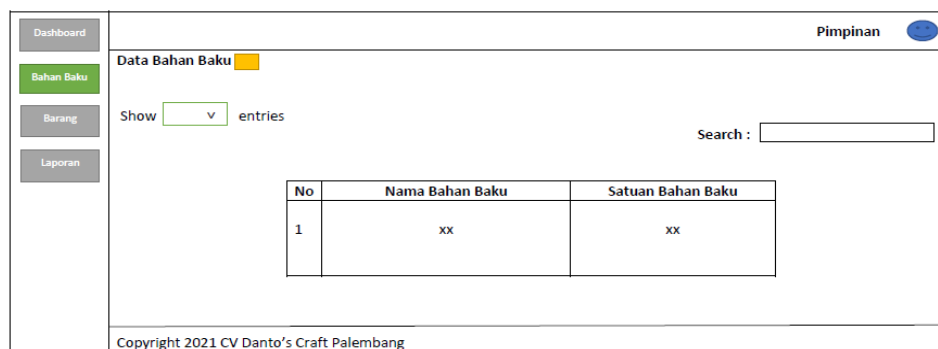 Dashboard
Bahan Baku
Barang
Laporan
Pimpinan
Data Bahan Baku
Show v entries
Search :
No Nama Bahan Baku Satuan Bahan Baku
1 xx xx
Copyright 2021 CV Danto's Craft Palembang